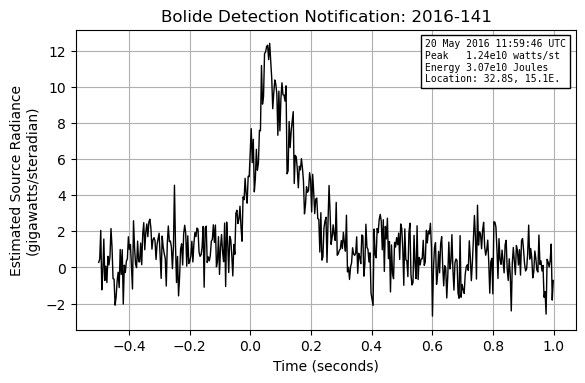 Bolide Detection Notification: 2016-141
20 May 2016 11:59:46 UTC
Peak   1.24e10 watts/st
Energy 3.07e10 Joules
Location: 32.8S, 15.1E.
Estimated Source Radiance
(gigawatts/steradian)
12
10
8
6
4
2
0
−2
−0.4 −0.2 0.0 0.2 0.4 0.6 0.8 1.0
Time (seconds)